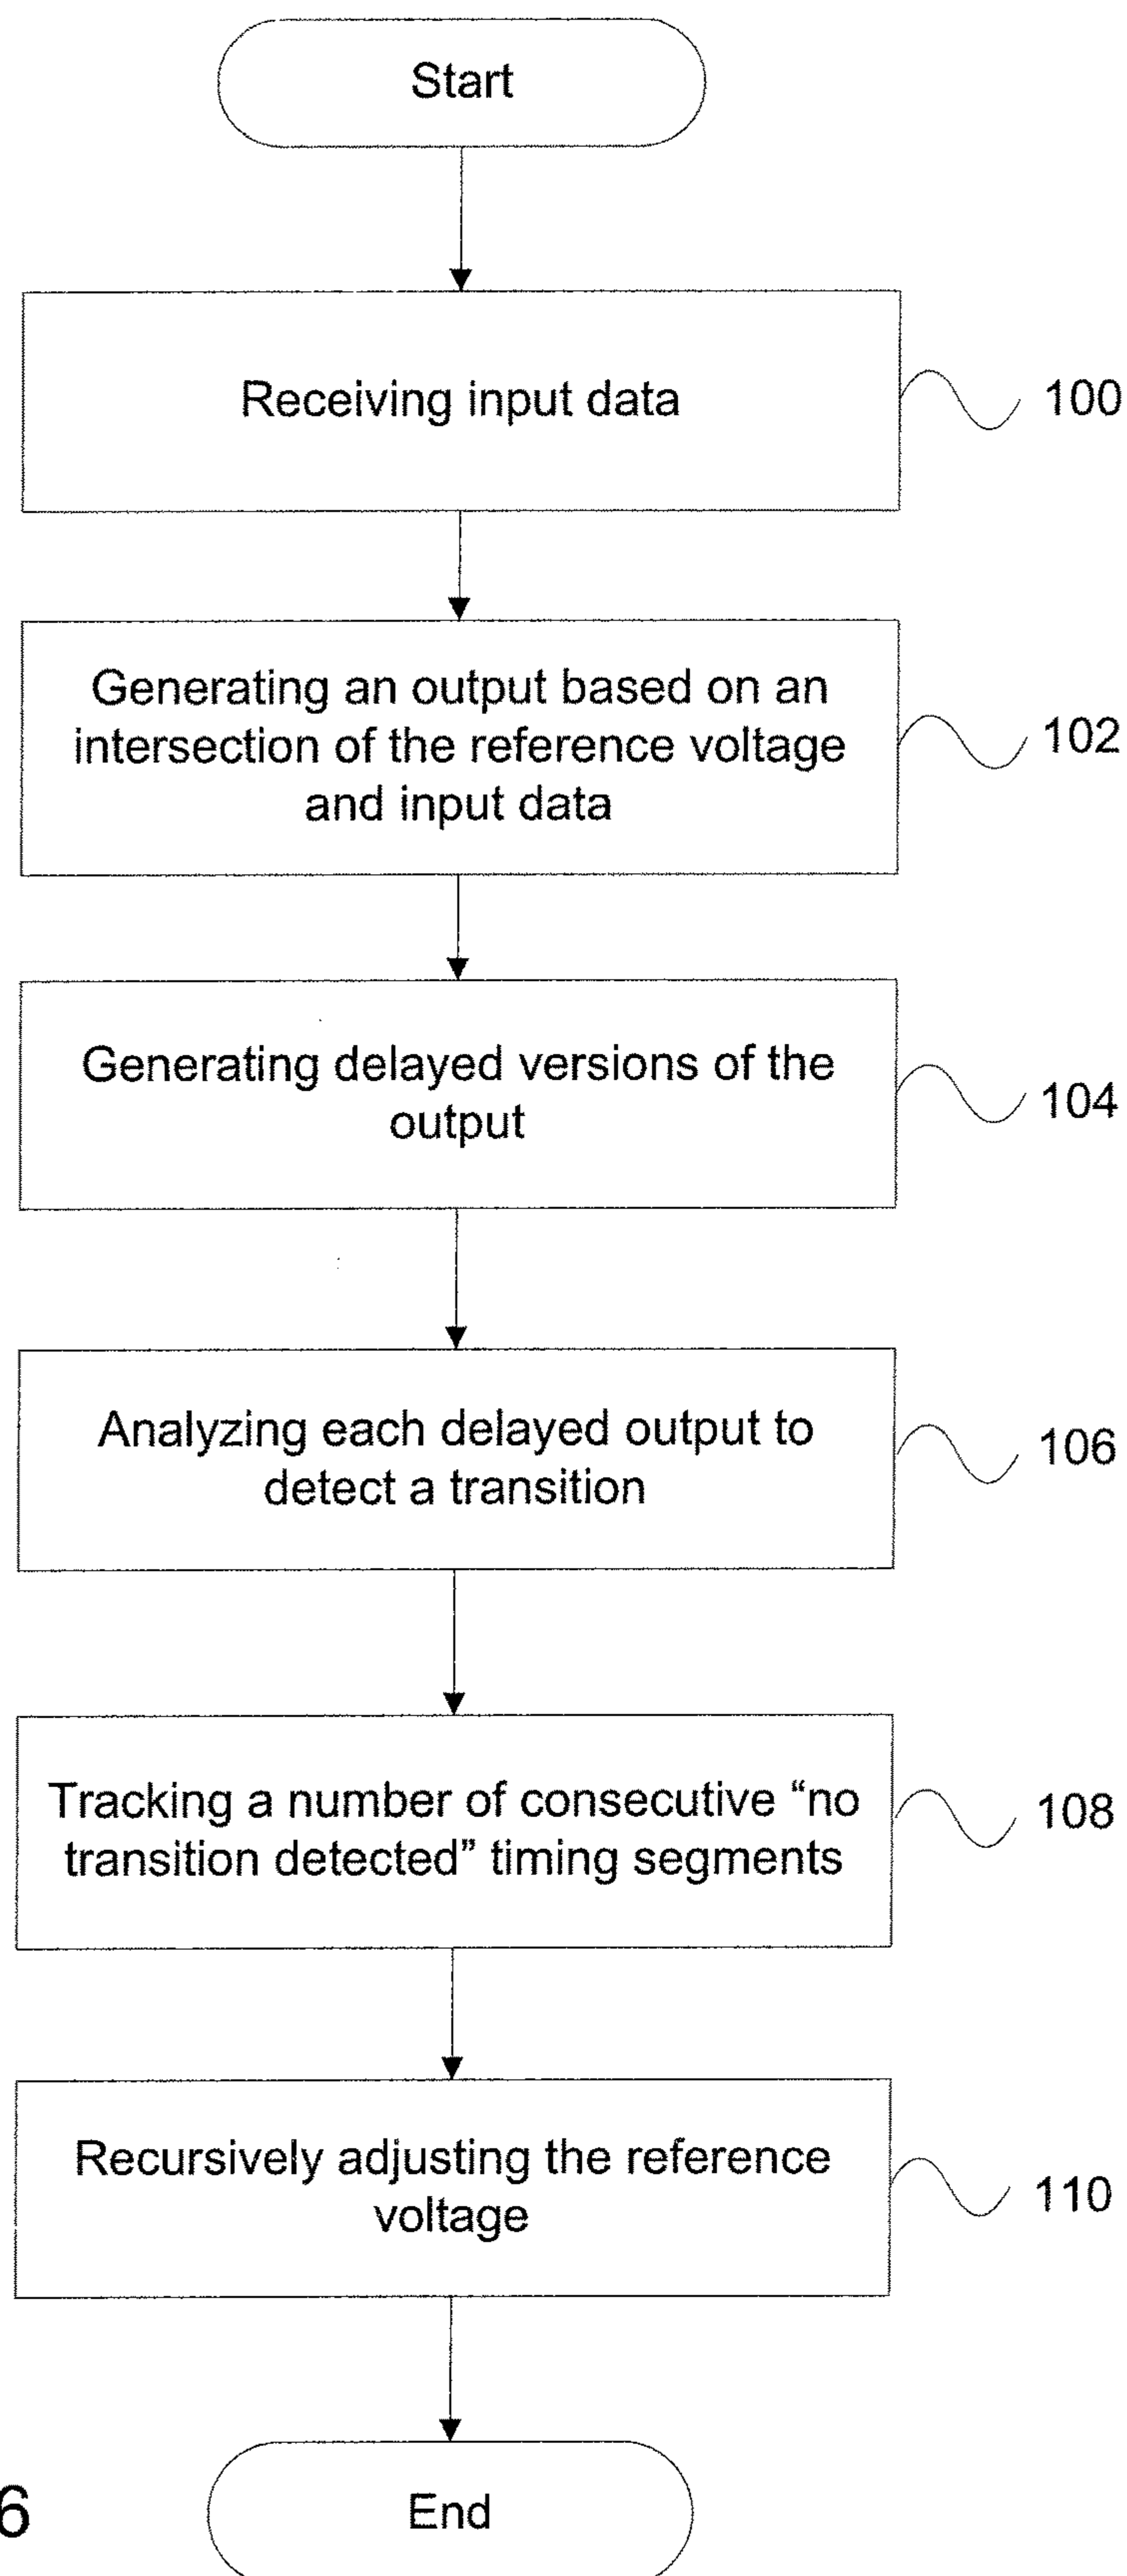 Start
Receiving input data
100
Generating an output based on an
intersection of the reference voltage
and input data
102
Generating delayed versions of the
output
104
Analyzing each delayed output to
detect a transition
106
Tracking a number of consecutive “no
transition detected” timing segments
108
Recursively adjusting the reference
voltage
110
End
6